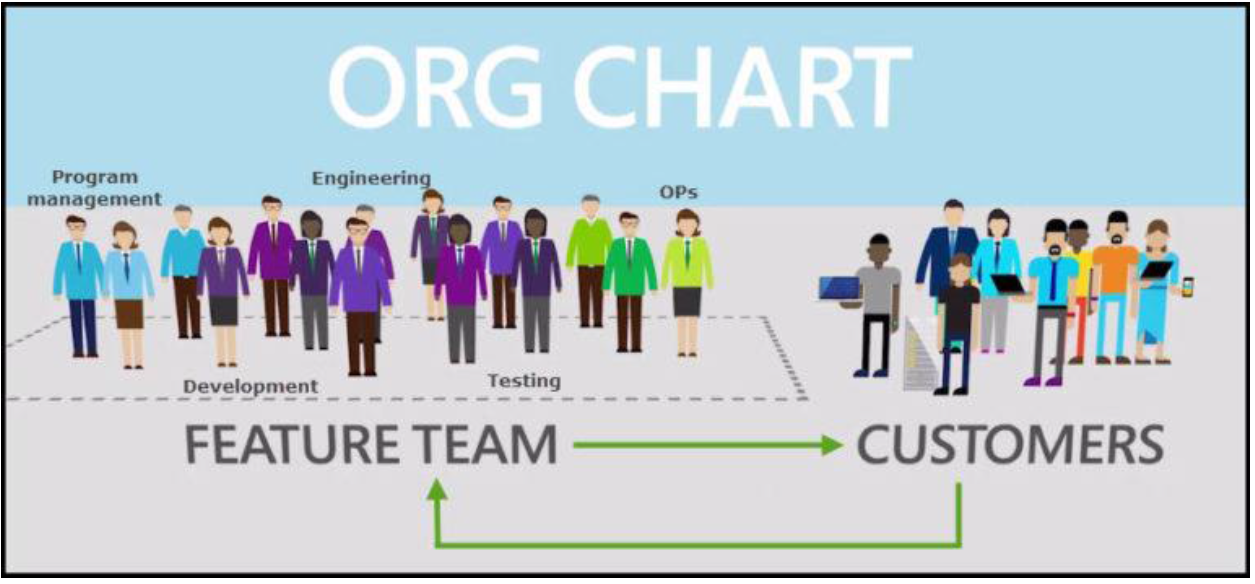 ORG CHART
Program
management
Engineering
OPs
Development
Testing
FEATURE TEAM
CUSTOMERS